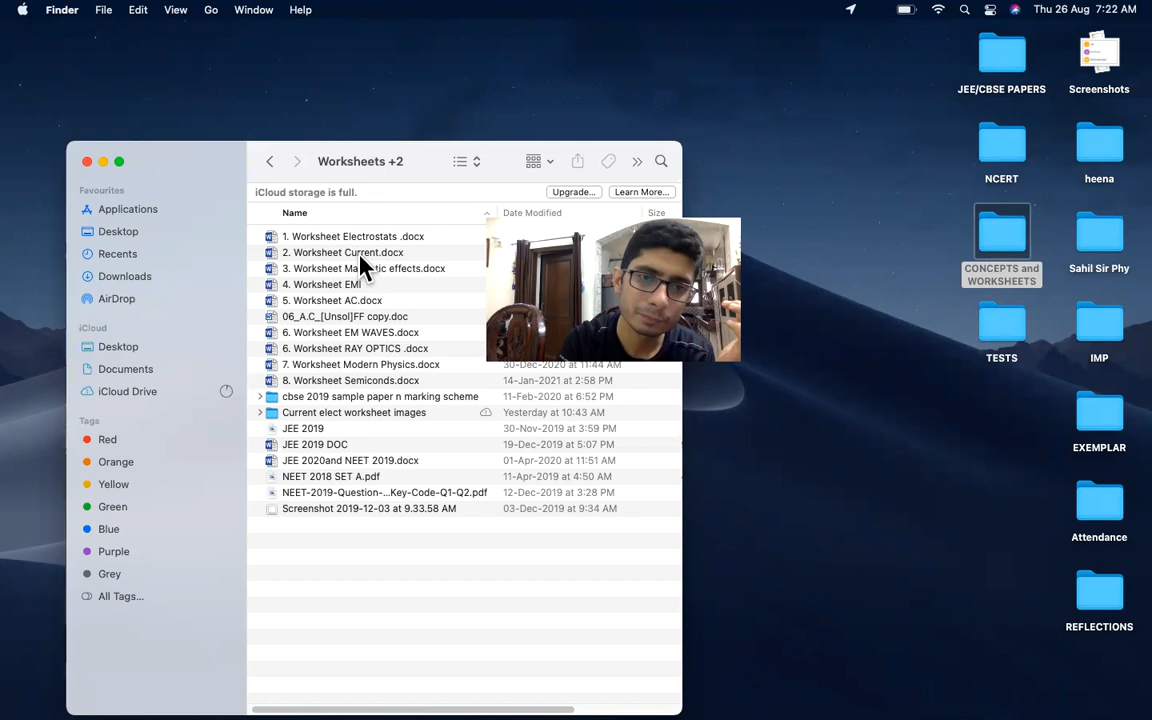 Finder File Edit View Go Window Help Thu 26 Aug 7:22 AM
JEE/CBSE PAPERS
Screenshots
NCERT
heena
CONCEPTS and
WORKSHEETS
Sahil Sir Phy
TESTS
IMP
EXEMPLAR
Attendance
REFLECTIONS
Worksheets +2
iCloud storage is full. Upgrade... Learn More...
Favourites
Applications
Desktop
Recents
Downloads
AirDrop
iCloud
Desktop
Documents
iCloud Drive
Tags
Red
Orange
Yellow
Green
Blue
Purple
Grey
All Tags...
Name Date Modified Size
1. Worksheet Electrostats .docx
2. Worksheet Current.docx
3. Worksheet effects.docx
4. Worksheet EMI
5. Worksheet AC.docx
06_A.C_[Unsol]FF copy.doc
6. Worksheet EM WAVES.docx
6. Worksheet RAY OPTICS .docx
7. Worksheet Modern Physics.docx 30-Dec-2020 at 11:44 AM
8. Worksheet Semiconds.docx 14-Jan-2021 at 2:58 PM
cbse 2019 sample paper n marking scheme 11-Feb-2020 at 6:52 PM
Current elect worksheet images Yesterday at 10:43 AM
JEE 2019 30-Nov-2019 at 3:59 PM
JEE 2019 DOC 19-Dec-2019 at 5:07 PM
JEE 2020and NEET 2019.docx 01-Apr-2020 at 11:51 AM
NEET 2018 SET A.pdf 11-Apr-2019 at 4:50 AM
NEET-2019-Question-...Key-Code-Q1-Q2.pdf 12-Dec-2019 at 3:28 PM
Screenshot 2019-12-03 at 9.33.58 AM 03-Dec-2019 at 9:34 AM